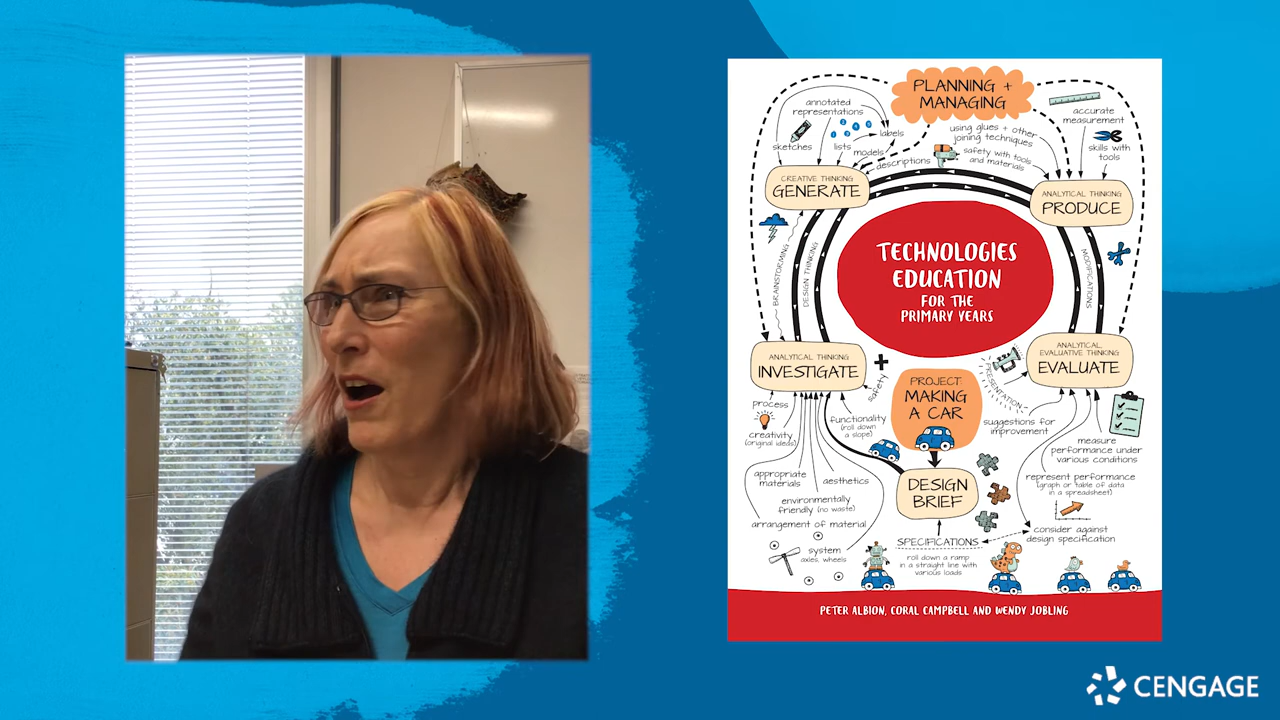 PLANNING +
MANAGING
annotated
representations
sketches
lists
labels
models
descriptions
using glues + other
joining techniques
safety with tools
and materials
accurate
measurement
skills with
tools
CREATIVE THINKING
GENERATE
ANALYTICAL THINKING
PRODUCE
BRAINSTORMING
DESIGN THINKING
MODIFICATIONS
TECHNOLOGIES
EDUCATION
FOR THE
PRIMARY YEARS
ANALYTICAL THINKING
INVESTIGATE
ANALYTICAL,
EVALUATIVE THINKING
EVALUATE
PRESENTATION
safety
PROJECT:
MAKING
A CAR
process
creativity
(original ideas)
functionality
(roll down
a slope)
suggestions for
improvement
measure
performance under
various conditions
appropriate
materials
aesthetics
environmentally
friendly (no waste)
arrangement of material
DESIGN
BRIEF
represent performance
(graph or table of data
in a spreadsheet)
consider against
design specification
system
axles, wheels
SPECIFICATIONS
roll down a ramp
in a straight line with
various loads
PETER ALBION, CORAL CAMPBELL AND WENDY JOBLING
CENGAGE